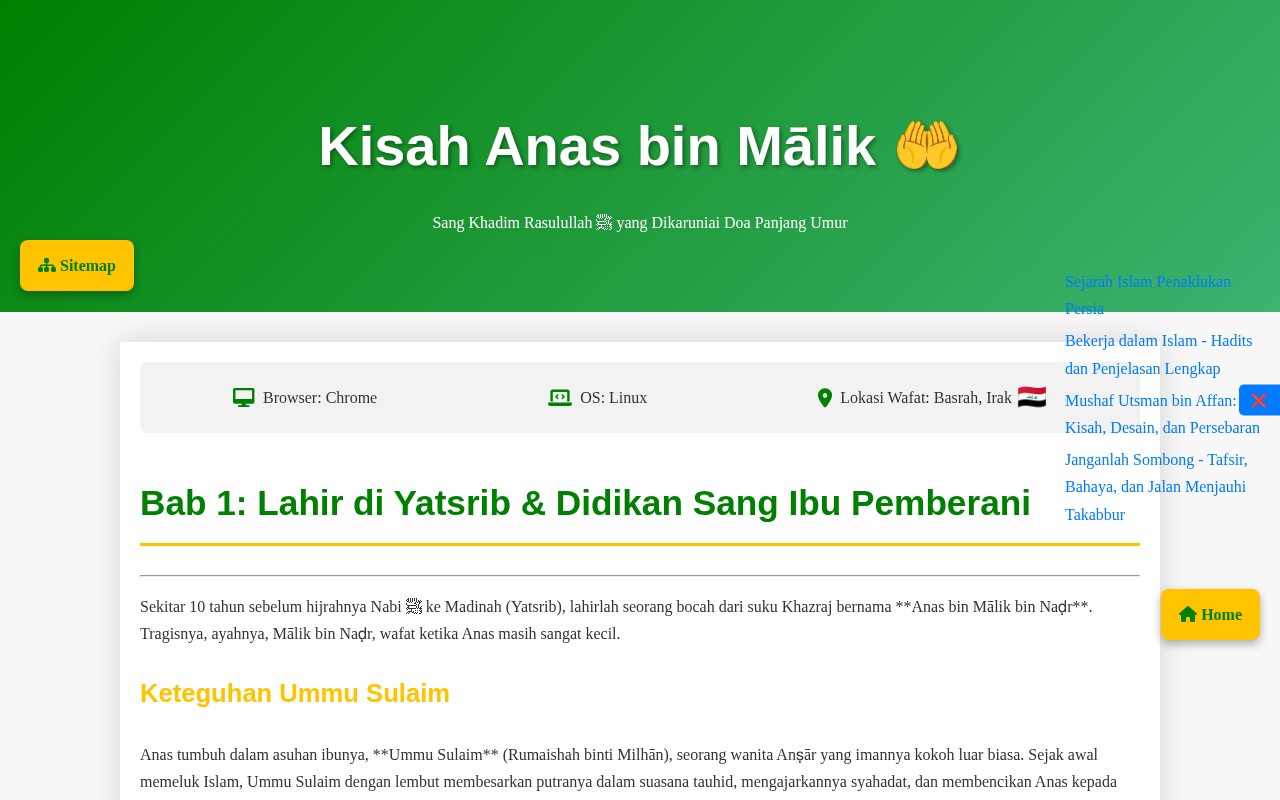 Kisah Anas bin Mālik 🤲
Sang Khadim Rasulullah ﷺ yang Dikaruniai Doa Panjang Umur
Sitemap
Sejarah Islam Penaklukan
Persia
Bekerja dalam Islam - Hadits
dan Penjelasan Lengkap
Mushaf Utsman bin Affan:
Kisah, Desain, dan Persebaran
Janganlah Sombong - Tafsir,
Bahaya, dan Jalan Menjauhi
Takabbur
❌
Browser: Chrome
OS: Linux
Lokasi Wafat: Basrah, Irak 🇮🇶
Bab 1: Lahir di Yatsrib & Didikan Sang Ibu Pemberani
Sekitar 10 tahun sebelum hijrahnya Nabi ﷺ ke Madinah (Yatsrib), lahirlah seorang bocah dari suku Khazraj bernama **Anas bin Mālik bin Naḍr**.
Tragisnya, ayahnya, Mālik bin Naḍr, wafat ketika Anas masih sangat kecil.
Home
Keteguhan Ummu Sulaim
Anas tumbuh dalam asuhan ibunya, **Ummu Sulaim** (Rumaishah binti Milhān), seorang wanita Anṣār yang imannya kokoh luar biasa. Sejak awal
memeluk Islam, Ummu Sulaim dengan lembut membesarkan putranya dalam suasana tauhid, mengajarkannya syahadat, dan membencikan Anas kepada